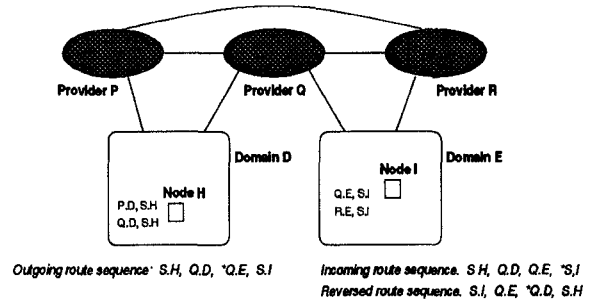 Provider P
Provider Q
Provider R
Domain D
Domain E
Node H
P.D, S.H
Q.D, S.H
Node I
Q.E, S.I
R.E, S.I
Outgoing route sequence: S.H, Q.D, *Q.E, S.I
Incoming route sequence. S H, Q.D, Q.E, *S,I
Reversed route sequence. S.I, Q.E, *Q.D, S.H